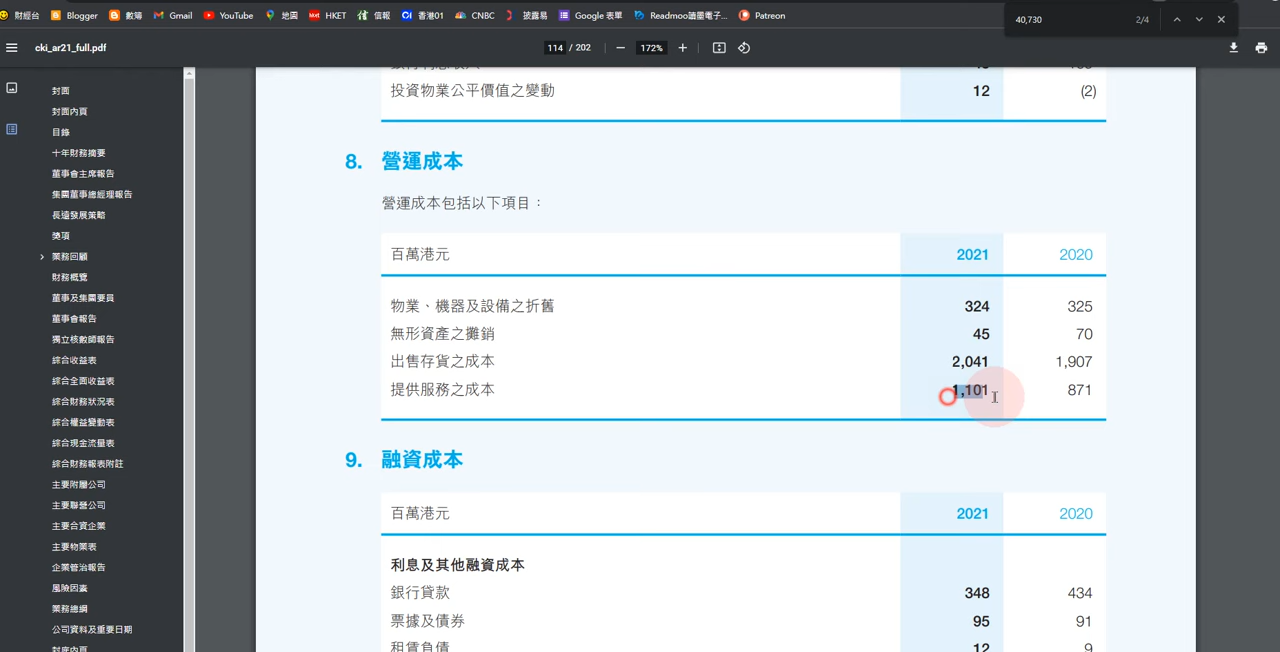 財經台 Blogger 數簿 Gmail YouTube 地圖 HKET 信報 香港01 CNBC 披露易 Google 表單 Readmoo讀墨電子... Patreon
40,730 2/4
cki_ar21_full.pdf
114 / 202
172%
封面
封面內頁
目錄
十年財務摘要
董事會主席報告
集團董事總經理報告
長遠發展策略
獎項
業務回顧
財務概覽
董事及集團要員
董事會報告
獨立核數師報告
綜合收益表
綜合全面收益表
綜合財務狀況表
綜合權益變動表
綜合現金流量表
綜合財務報表附註
主要附屬公司
主要聯營公司
主要合資企業
主要物業表
企業管治報告
風險因素
業務總綱
公司資料及重要日期
封底內頁
投資物業公平價值之變動 12 (2)
8. 營運成本
營運成本包括以下項目：
百萬港元 2021 2020
物業、機器及設備之折舊 324 325
無形資產之攤銷 45 70
出售存貨之成本 2,041 1,907
提供服務之成本 1,101 871
9. 融資成本
百萬港元 2021 2020
利息及其他融資成本
銀行貸款 348 434
票據及債券 95 91
租賃負債 12 9